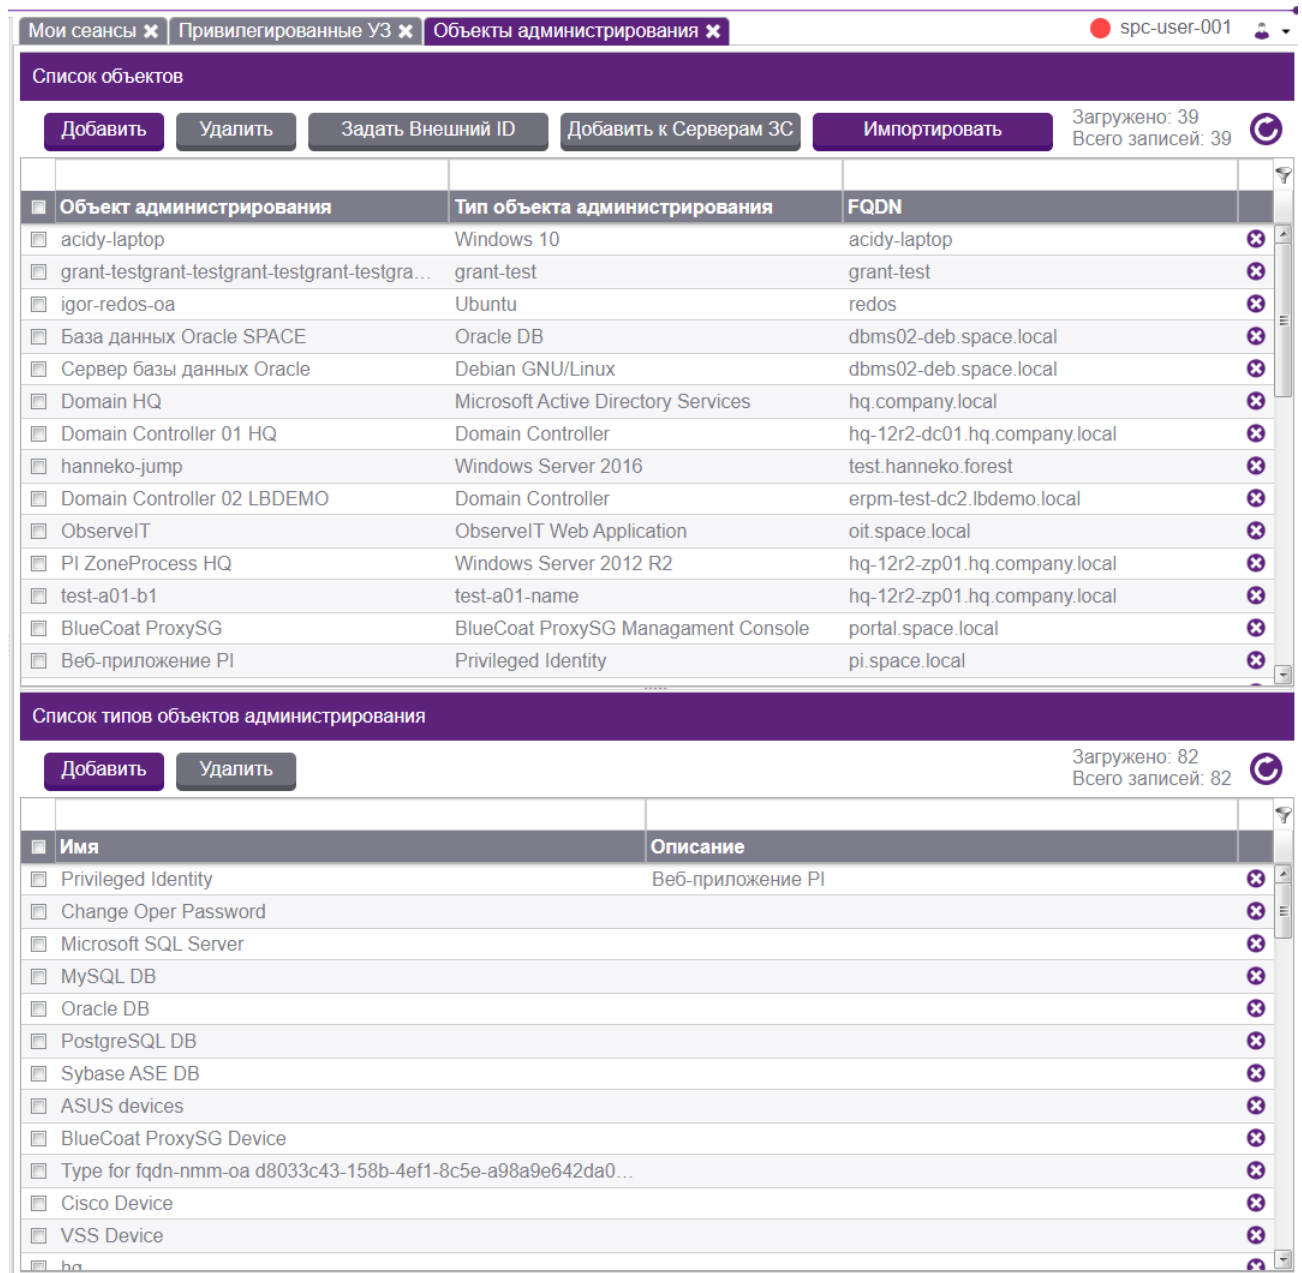 Мои сеансы Привилегированные УЗ Объекты администрирования spc-user-001
Список объектов
Добавить Удалить Задать Внешний ID Добавить к Серверам ЗС Импортировать Загружено: 39
Всего записей: 39
Объект администрирования Тип объекта администрирования FQDN
acidy-laptop Windows 10 acidy-laptop
grant-testgrant-testgrant-testgrant-testgra... grant-test grant-test
igor-redos-oa Ubuntu redos
База данных Oracle SPACE Oracle DB dbms02-deb.space.local
Сервер базы данных Oracle Debian GNU/Linux dbms02-deb.space.local
Domain HQ Microsoft Active Directory Services hq.company.local
Domain Controller 01 HQ Domain Controller hq-12r2-dc01.hq.company.local
hanneko-jump Windows Server 2016 test.hanneko.forest
Domain Controller 02 LBDEMO Domain Controller erpm-test-dc2.lbdemo.local
ObserveIT ObserveIT Web Application oit.space.local
PI ZoneProcess HQ Windows Server 2012 R2 hq-12r2-zp01.hq.company.local
test-a01-b1 test-a01-name hq-12r2-zp01.hq.company.local
BlueCoat ProxySG BlueCoat ProxySG Managament Console portal.space.local
Веб-приложение PI Privileged Identity pi.space.local
Список типов объектов администрирования
Добавить Удалить Загружено: 82
Всего записей: 82
Имя Описание
Privileged Identity Веб-приложение PI
Change Oper Password
Microsoft SQL Server
MySQL DB
Oracle DB
PostgreSQL DB
Sybase ASE DB
ASUS devices
BlueCoat ProxySG Device
Type for fqdn-nmm-oa d8033c43-158b-4ef1-8c5e-a98a9e642da0...
Cisco Device
VSS Device
hq